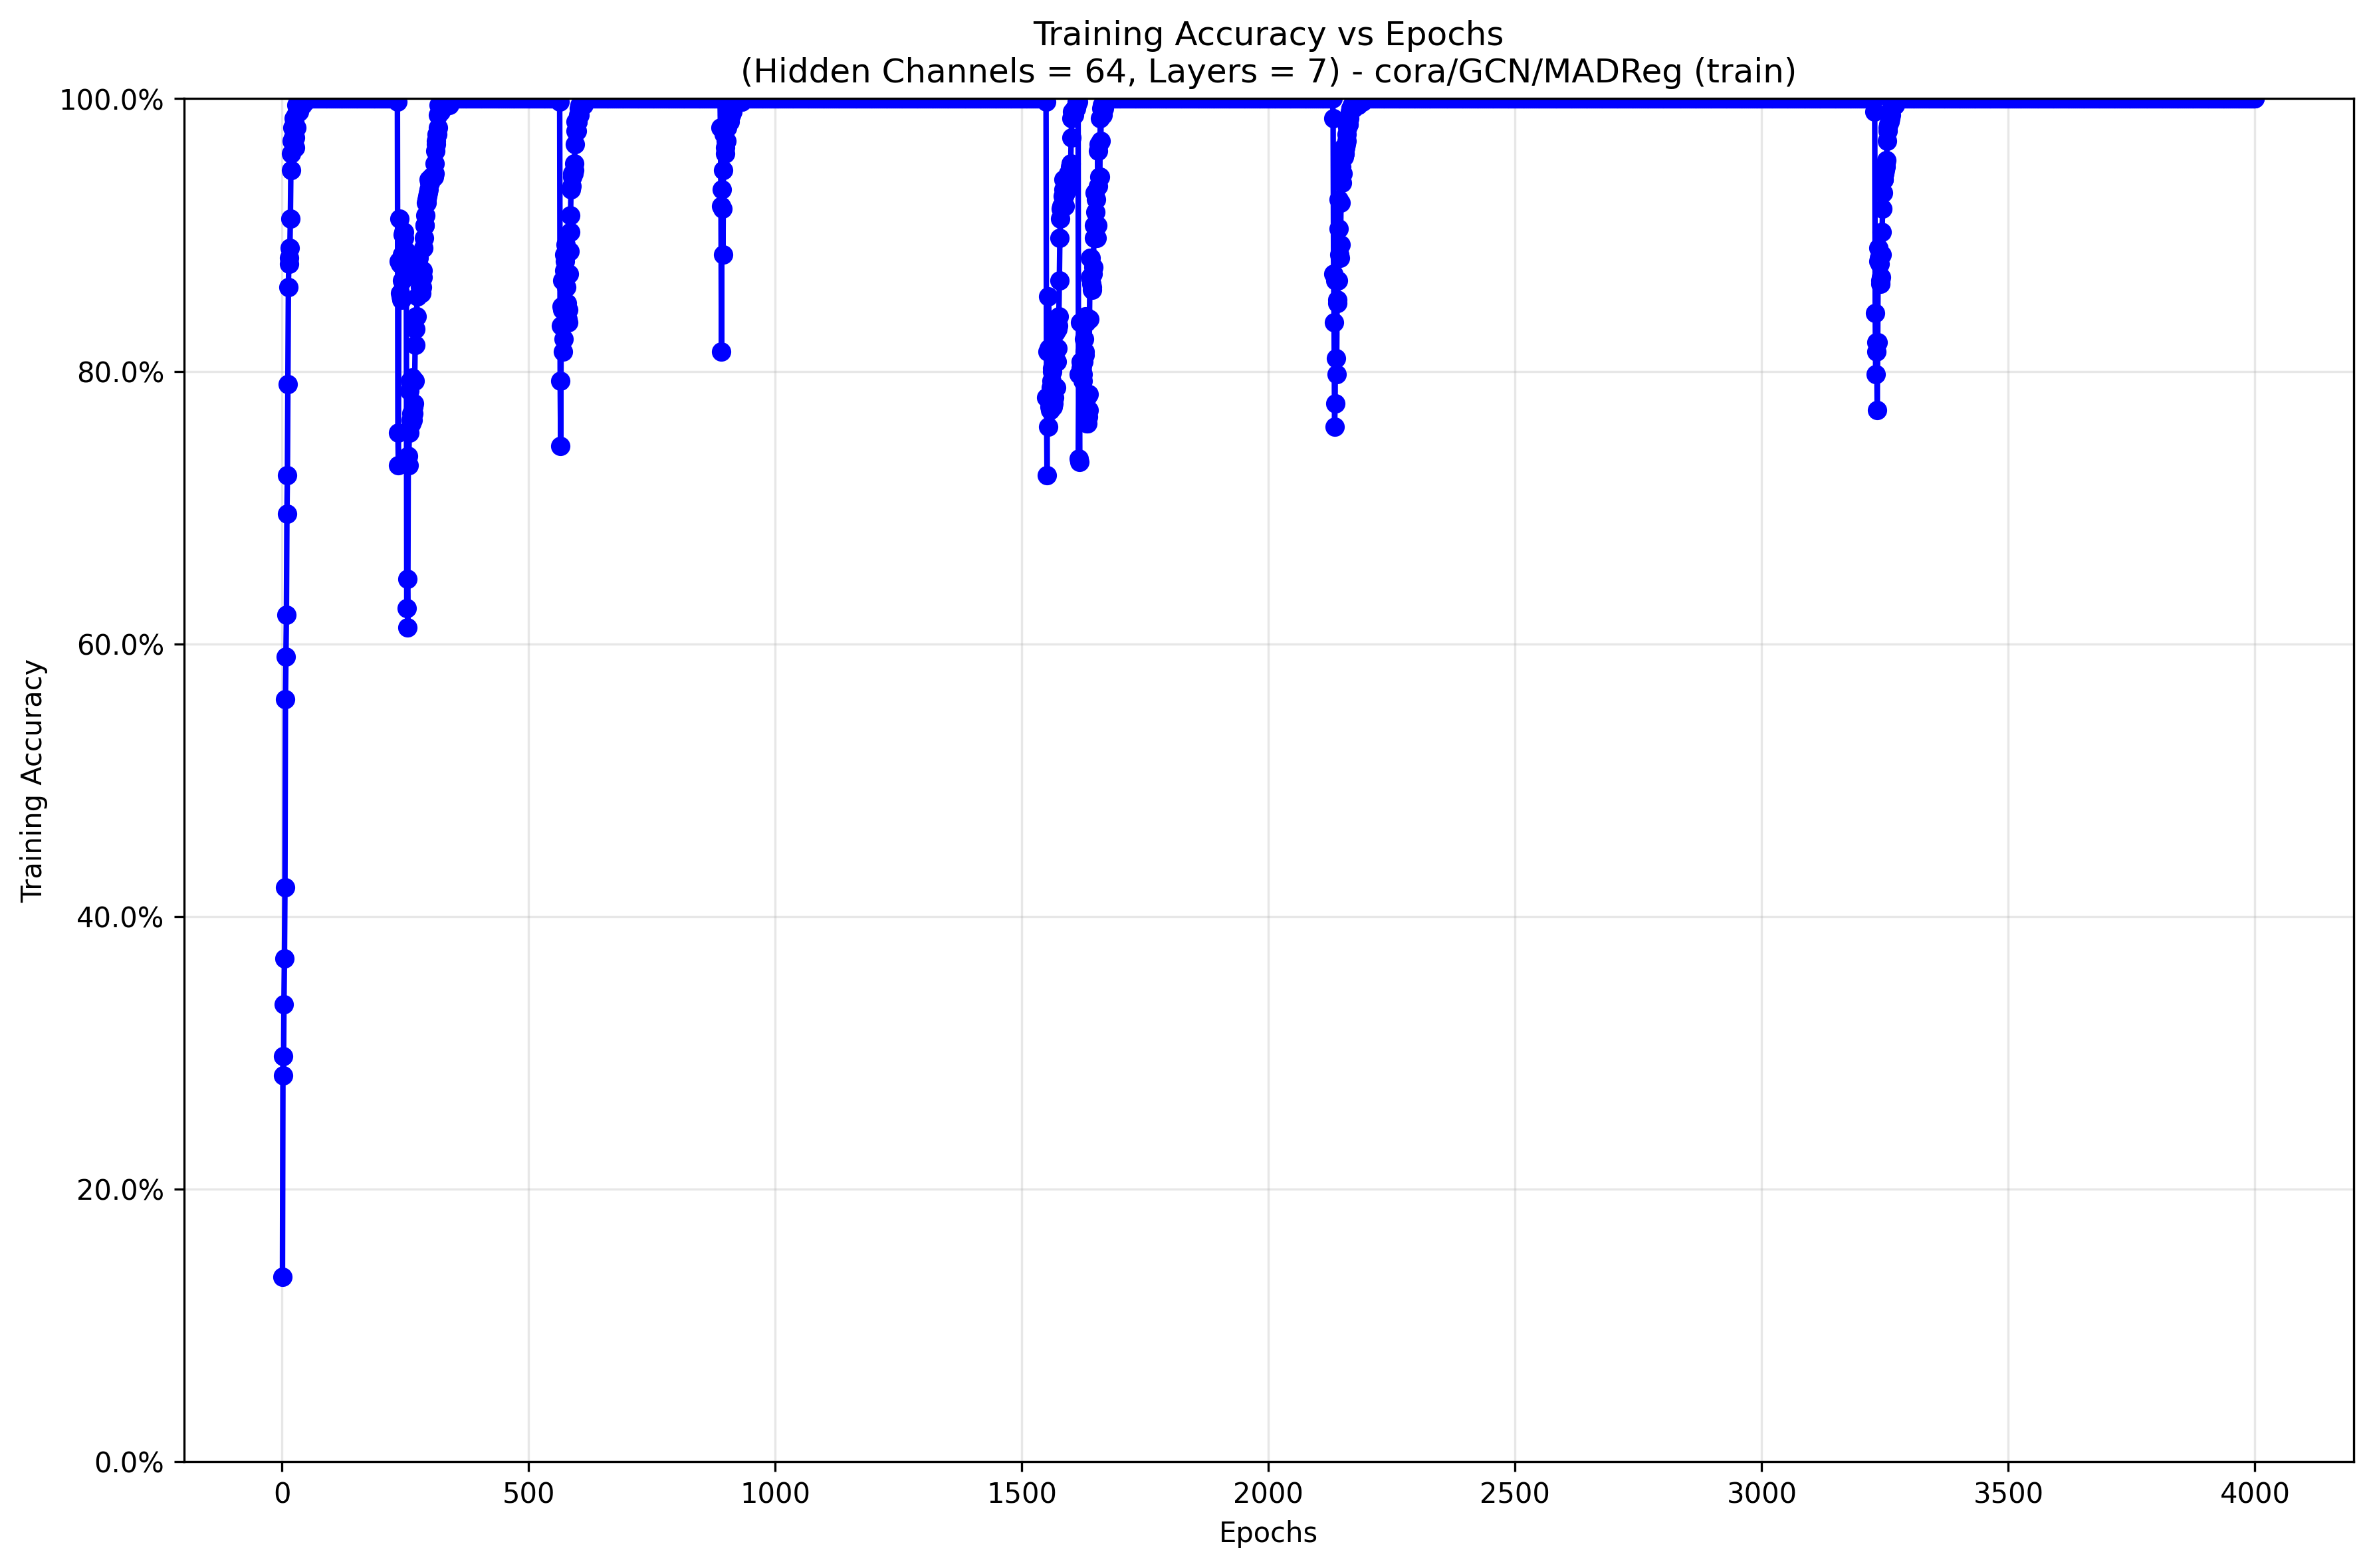 Training Accuracy vs Epochs
(Hidden Channels = 64, Layers = 7) - cora/GCN/MADReg (train)
100.0%
80.0%
60.0%
40.0%
20.0%
0.0%
Training Accuracy
0 500 1000 1500 2000 2500 3000 3500 4000
Epochs